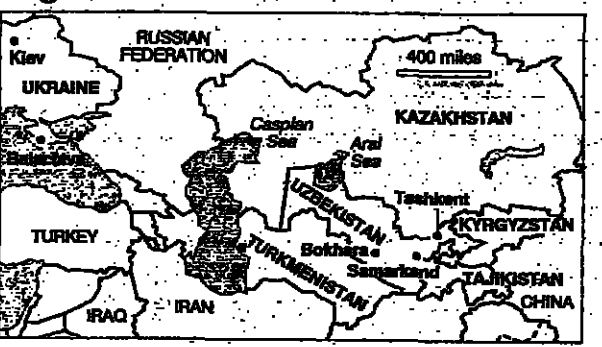 RUSSIAN
FEDERATION
Kiev
UKRAINE
400 miles
KAZAKHSTAN
Caspian
Sea
Aral
Sea
UZBEKISTAN
Tashkent
KYRGYZSTAN
TURKEY
TURKMENISTAN
Bokhara
Samarkand
TAJIKISTAN
CHINA
IRAQ
IRAN